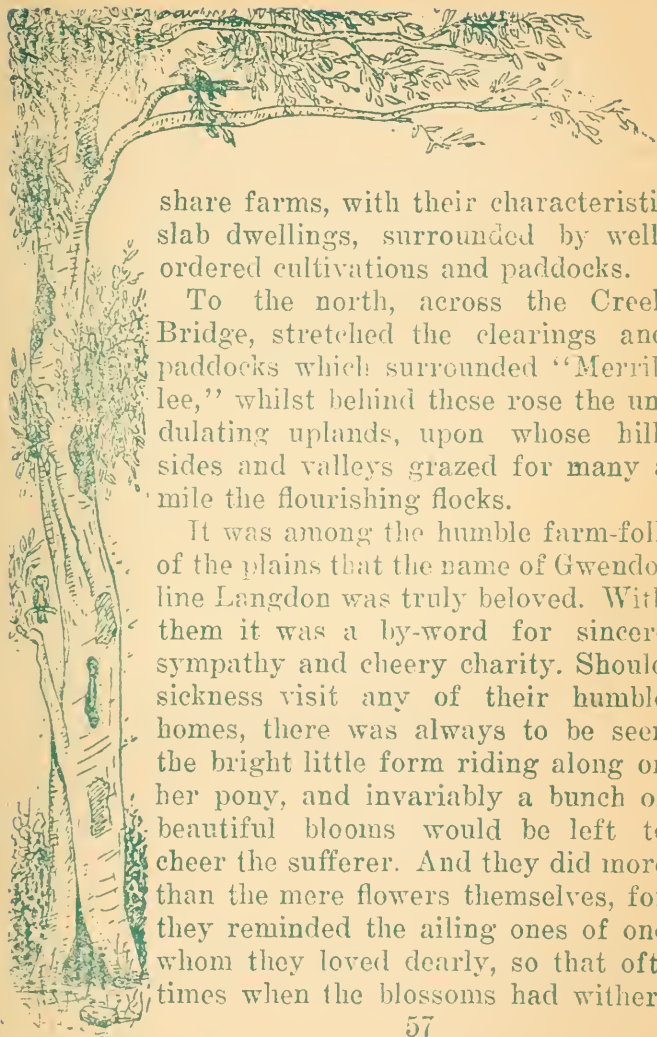 share farms, with their characteristi
slab dwellings, surrounded by well
ordered cultivations and paddocks.
To the north, across the Creek
Bridge, stretched the clearings and
paddocks which surrounded “Merril
lee,” whilst behind these rose the un
dulating uplands, upon whose hill
sides and valleys grazed for many a
mile the flourishing flocks.
It was among the humble farm-fol
of the plains that the name of Gwendo
line Langdon was truly beloved. With
them it was a by-word for sincer
sympathy and cheery charity. Should
sickness visit any of their humble
homes, there was always to be seen
the bright little form riding along on
her pony, and invariably a bunch o
beautiful blooms would be left to
cheer the sufferer. And they did more
than the mere flowers themselves, for
they reminded the ailing ones of one
whom they loved dearly, so that oft
times when the blossoms had wither
57